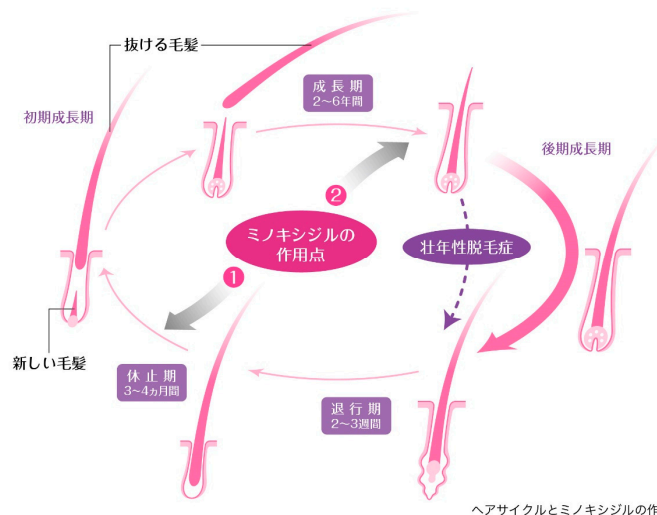 抜ける毛髪
成長期
2〜6年間
初期成長期
後期成長期
②
ミノキシジルの
作用点
壮年性脱毛症
①
新しい毛髪
休止期
3〜4ヵ月間
退行期
2〜3週間
ヘアサイクルとミノキシジルの作